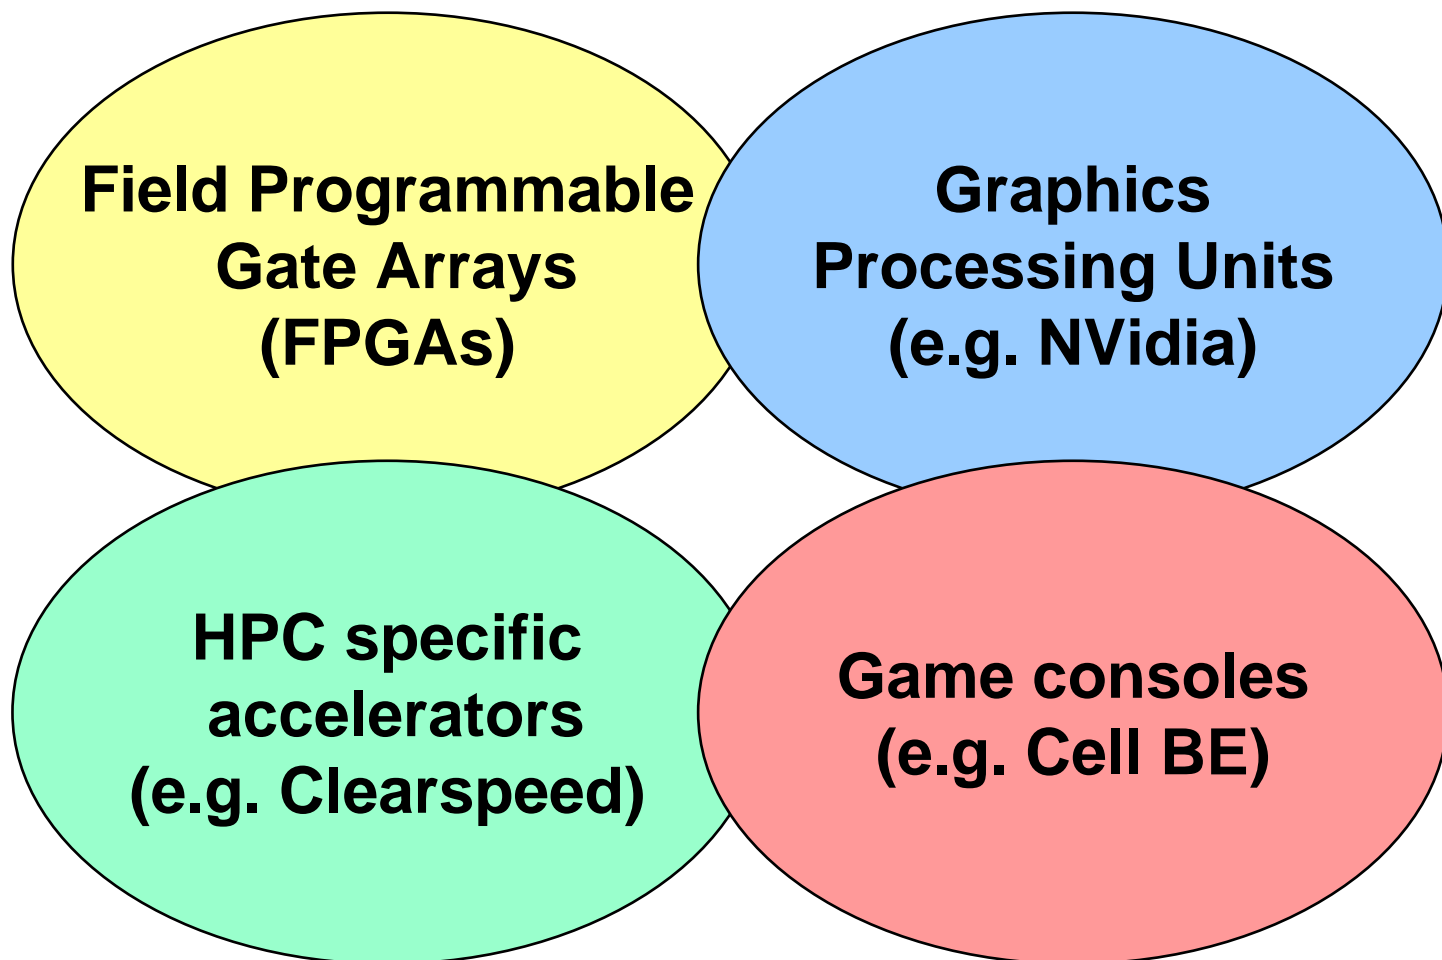 Field Programmable
Gate Arrays
(FPGAs)
Graphics
Processing Units
(e.g. NVidia)
HPC specific
accelerators
(e.g. Clearspeed)
Game consoles
(e.g. Cell BE)